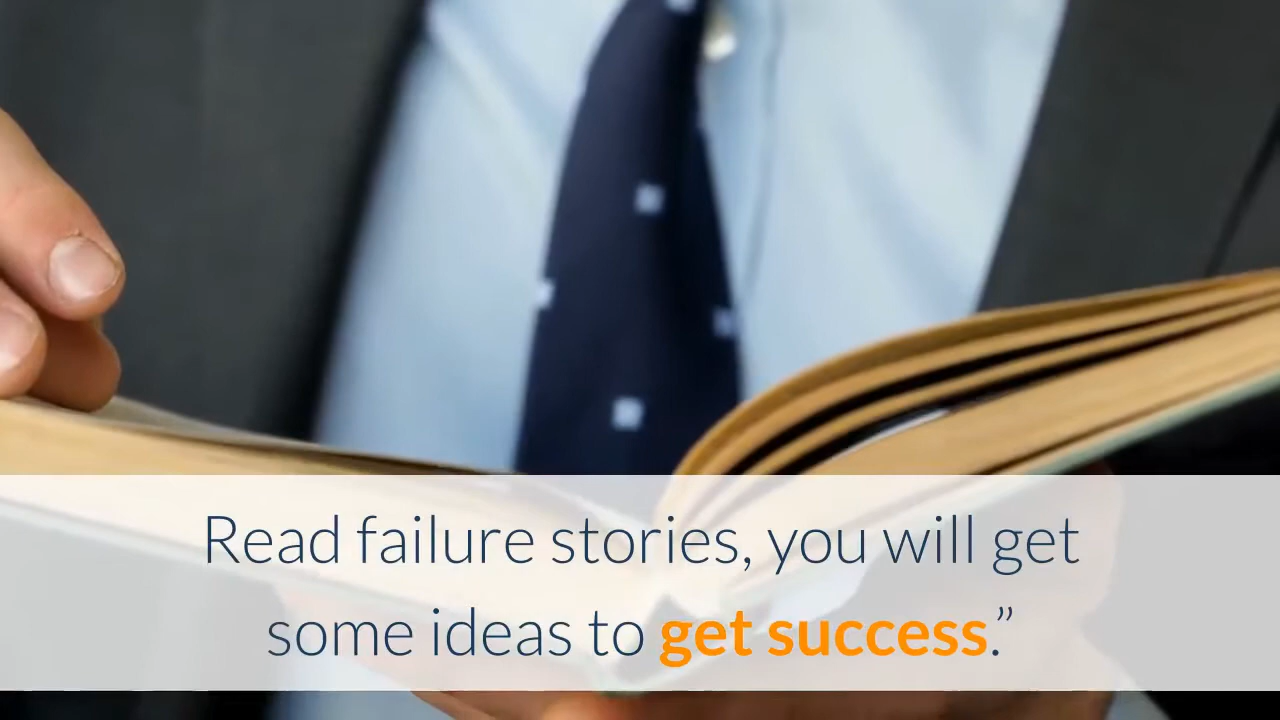 Read failure stories, you will get
some ideas to get success.”